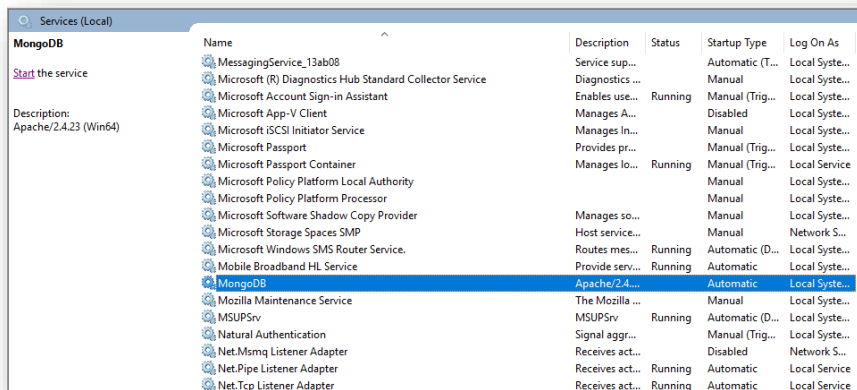 Services (Local)
MongoDB
Start the service
Description:
Apache/2.4.23 (Win64)
Name Description Status Startup Type Log On As
MessagingService_13ab08 Service sup... Automatic (T... Local Syste...
Microsoft (R) Diagnostics Hub Standard Collector Service Diagnostics ... Manual Local Syste...
Microsoft Account Sign-in Assistant Enables use... Running Manual (Trig... Local Syste...
Microsoft App-V Client Manages A... Disabled Local Syste...
Microsoft iSCSI Initiator Service Manages In... Manual Local Syste...
Microsoft Passport Provides pr... Manual (Trig... Local Syste...
Microsoft Passport Container Manages lo... Running Manual (Trig... Local Service
Microsoft Policy Platform Local Authority Manual Local Syste...
Microsoft Policy Platform Processor Manual Local Syste...
Microsoft Software Shadow Copy Provider Manages so... Manual Local Syste...
Microsoft Storage Spaces SMP Host service... Manual Network S...
Microsoft Windows SMS Router Service. Routes mes... Running Automatic (D... Local Syste...
Mobile Broadband HL Service Provide serv... Running Automatic Local Syste...
MongoDB Apache/2.4.... Automatic Local Syste...
Mozilla Maintenance Service The Mozilla ... Manual Local Syste...
MSUPSrv MSUPSrv Running Automatic (D... Local Syste...
Natural Authentication Signal aggr... Manual (Trig... Local Syste...
Net.Msmq Listener Adapter Receives act... Disabled Network S...
Net.Pipe Listener Adapter Receives act... Running Automatic Local Service
Net.Tcp Listener Adapter Receives act... Running Automatic Local Service